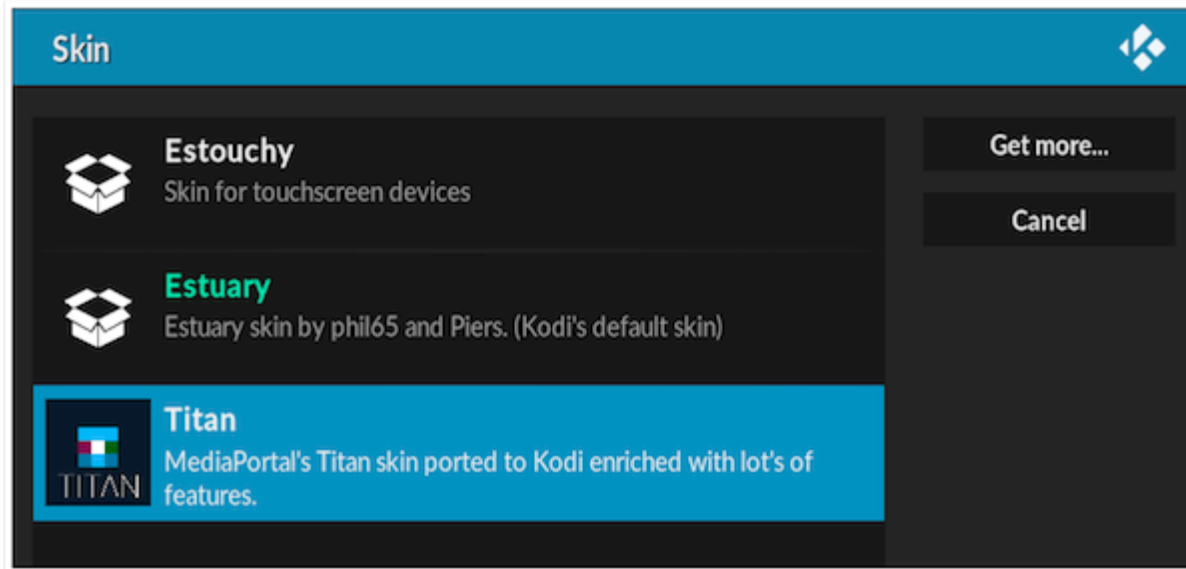 Skin
Estouchy
Skin for touchscreen devices
Get more...
Cancel
Estuary
Estuary skin by phil65 and Piers. (Kodi's default skin)
TITAN
Titan
MediaPortal's Titan skin ported to Kodi enriched with lot's of
features.